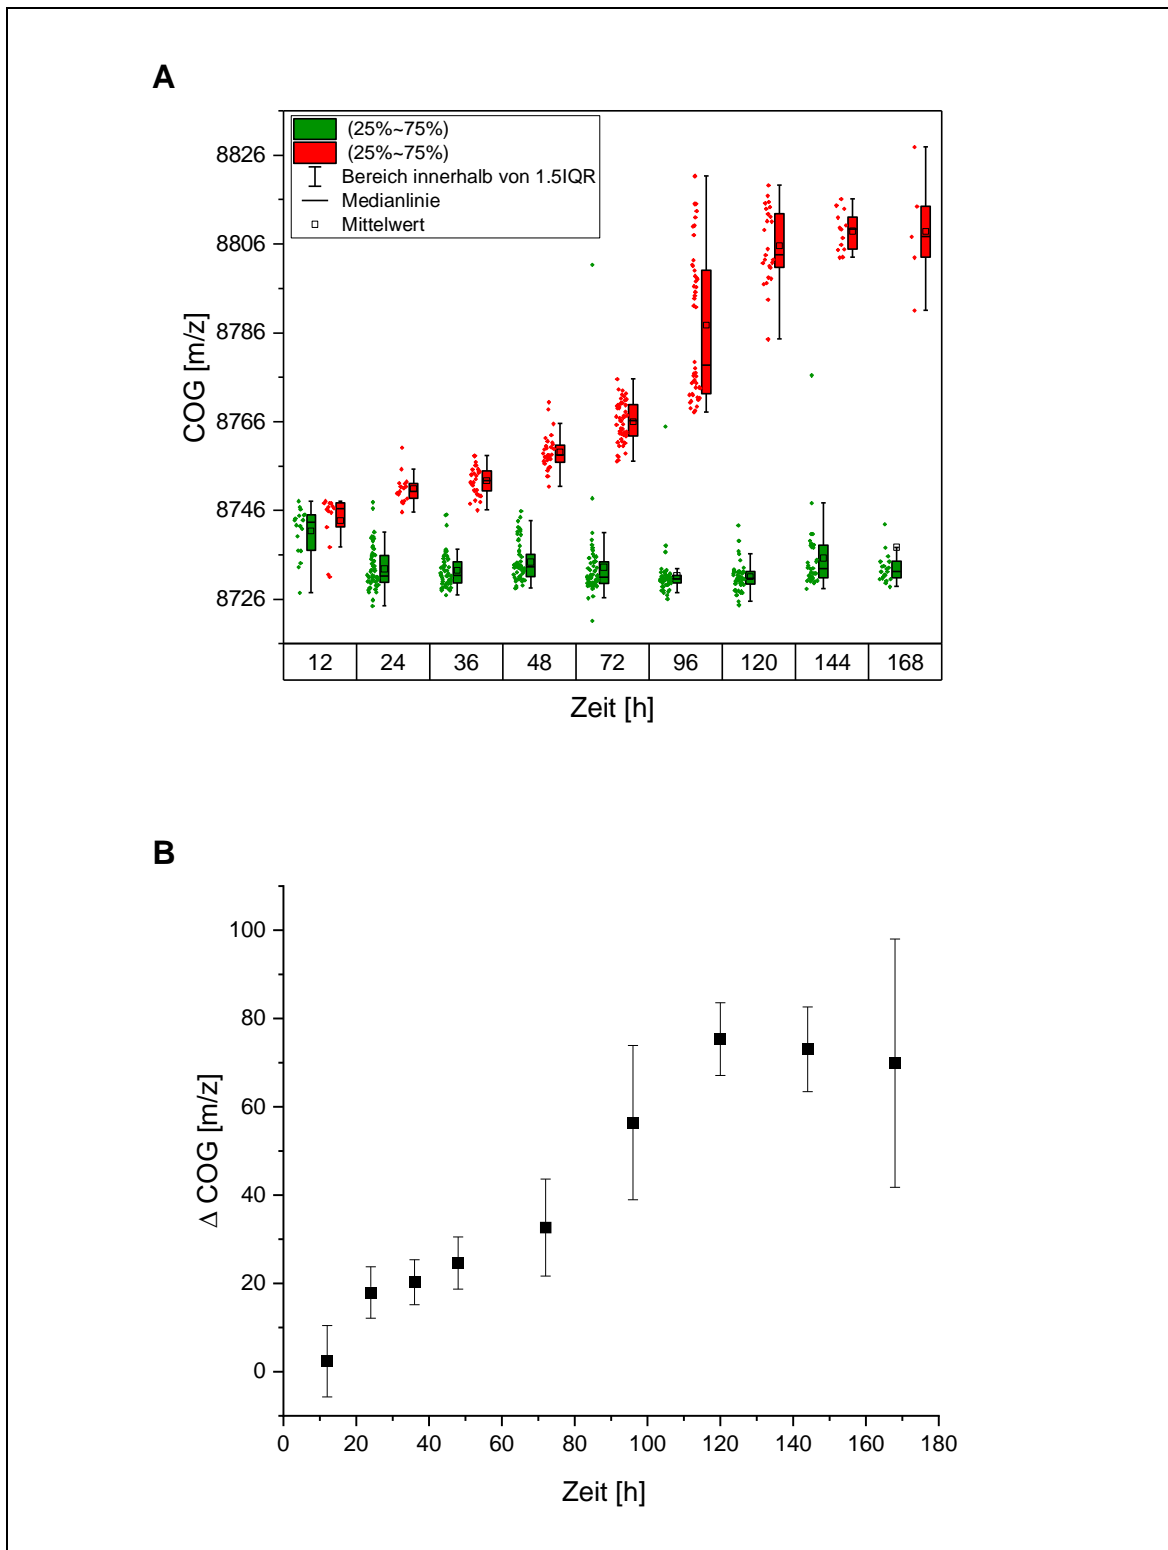 A
(25%~75%)
(25%~75%)
Bereich innerhalb von 1.5IQR
Medianlinie
Mittelwert
8826
8806
8786
8766
8746
8726
COG [m/z]
12 24 36 48 72 96 120 144 168
Zeit [h]
B
100
80
60
40
20
0
Δ COG [m/z]
0 20 40 60 80 100 120 140 160 180
Zeit [h]